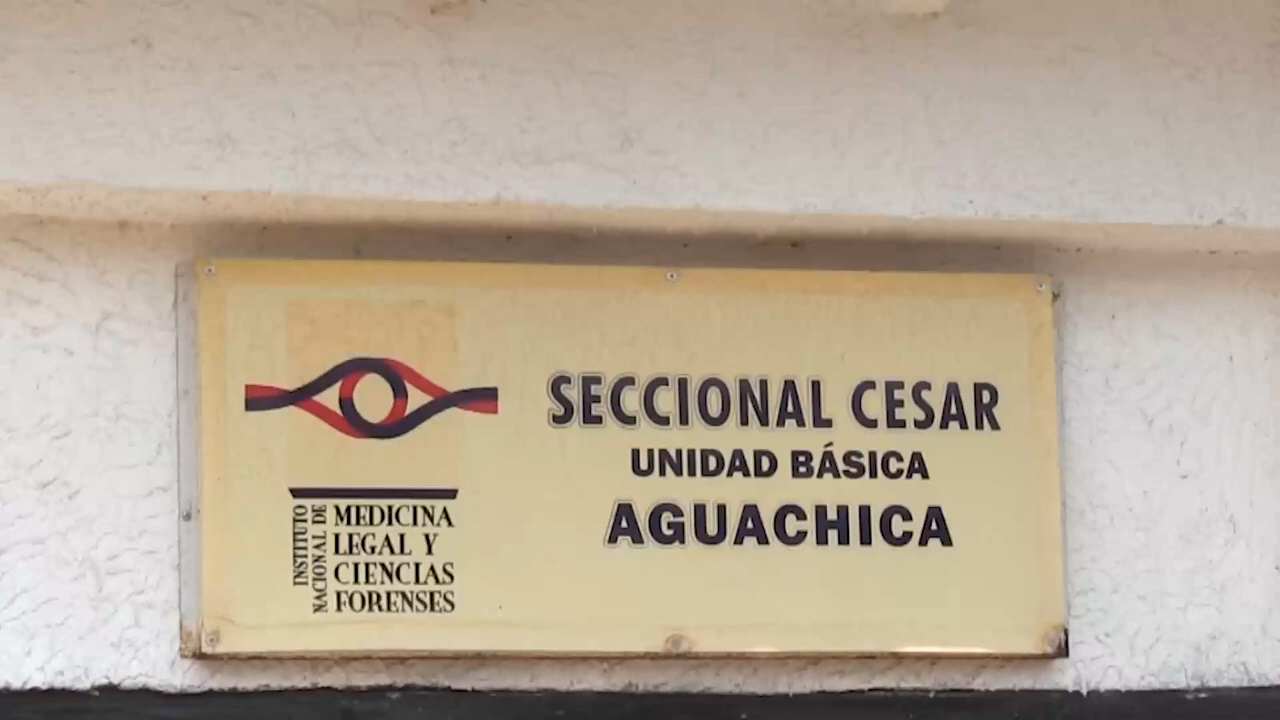 SECCIONAL CESAR
UNIDAD BÁSICA
AGUACHICA
INSTITUTO
NACIONAL DE
MEDICINA
LEGAL Y
CIENCIAS
FORENSES